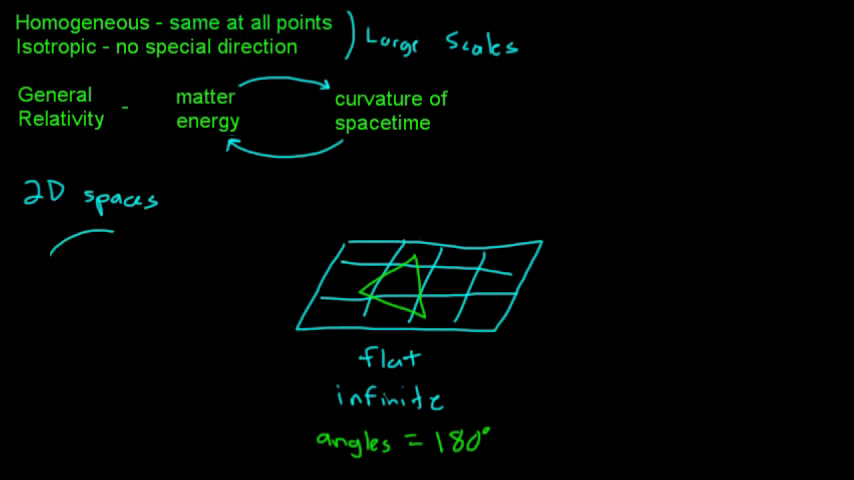 Homogeneous - same at all points
Isotropic - no special direction
Large Scales
General Relativity - matter energy
curvature of spacetime
2D spaces
flat
infinite
angles = 180°